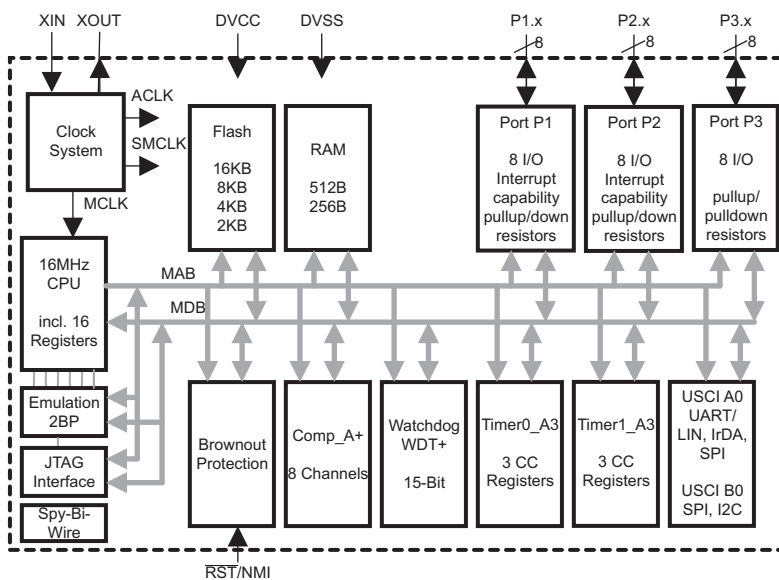 XIN XOUT DVCC DVSS P1.x P2.x P3.x
8 8 8
ACLK
SMCLK
MCLK
Clock
System
Flash
16KB
8KB
4KB
2KB
RAM
512B
256B
Port P1
8 I/O
Interrupt
capability
pullup/down
resistors
Port P2
8 I/O
Interrupt
capability
pullup/down
resistors
Port P3
8 I/O
pullup/
pulldown
resistors
16MHz
CPU
incl. 16
Registers
MAB
MDB
Emulation
2BP
JTAG
Interface
Spy-Bi-
Wire
Brownout
Protection
Comp_A+
8 Channels
Watchdog
WDT+
15-Bit
Timer0_A3
3 CC
Registers
Timer1_A3
3 CC
Registers
USCI A0
UART/
LIN, IrDA,
SPI
USCI B0
SPI, I2C
RST/NMI